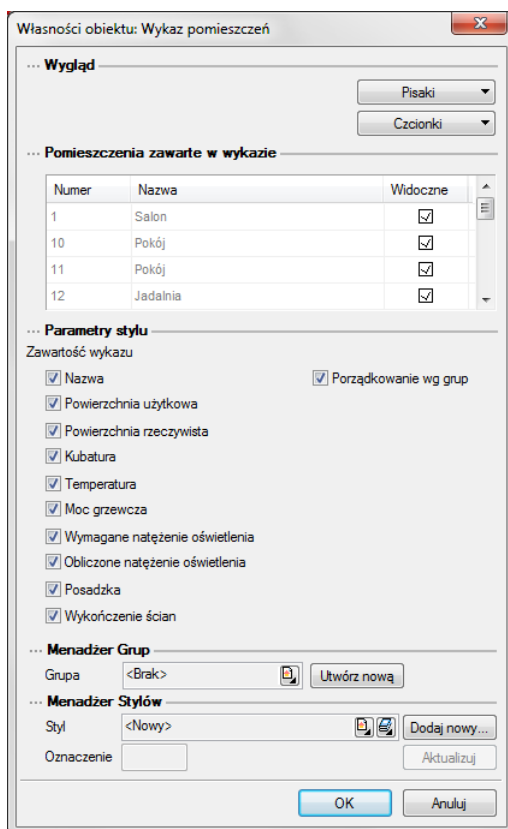 Własności obiektu: Wykaz pomieszczeń
Wygląd
Pisaki
Czcionki
Pomieszczenia zawarte w wykazie
Numer Nazwa Widoczne
1 Salon
10 Pokój
11 Pokój
12 Jadalnia
Parametry stylu
Zawartość wykazu
Nazwa Porządkowanie wg grup
Powierzchnia użytkowa
Powierzchnia rzeczywista
Kubatura
Temperatura
Moc grzewcza
Wymagane natężenie oświetlenia
Obliczone natężenie oświetlenia
Posadzka
Wykończenie ścian
Menadżer Grup
Grupa <Brak> Utwórz nową
Menadżer Stylów
Styl <Nowy> Dodaj nowy...
Oznaczenie Aktualizuj
OK Anuluj